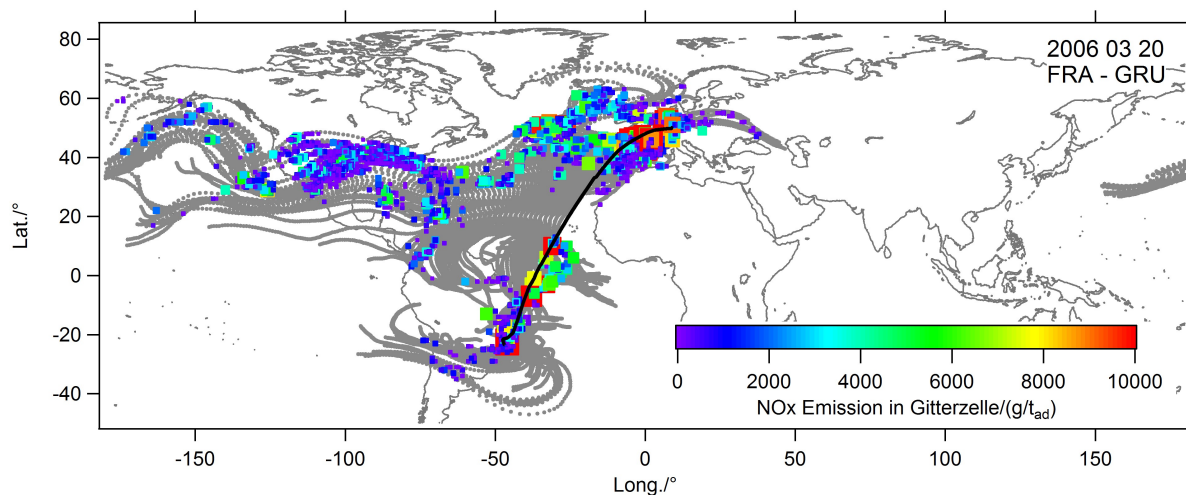 2006 03 20
FRA - GRU
80
60
40
20
0
-20
-40
Lat./°
0 2000 4000 6000 8000 10000
NOx Emission in Gitterzelle/(g/t_ad)
-150 -100 -50 0 50 100 150
Long./°